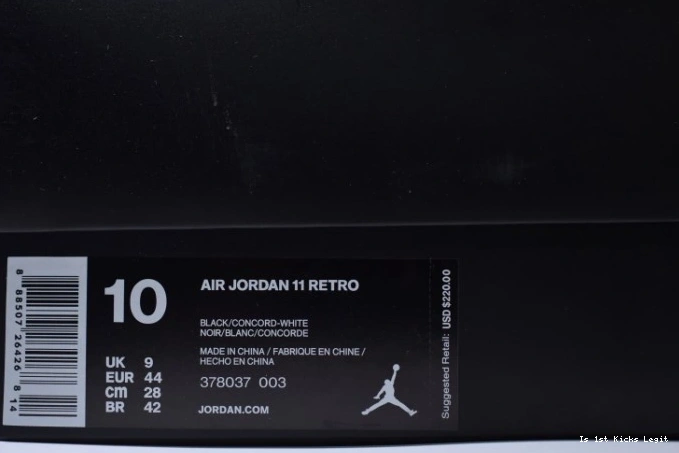 8 88507 26426 8 14
10
UK 9
EUR 44
cm 28
BR 42
AIR JORDAN 11 RETRO
BLACK/CONCORD-WHITE
NOIR/BLANC/CONCORDE
MADE IN CHINA / FABRIQUE EN CHINE /
HECHO EN CHINA
378037 003
JORDAN.COM
Suggested Retail: USD $220.00
Is 1st Kicks Legit